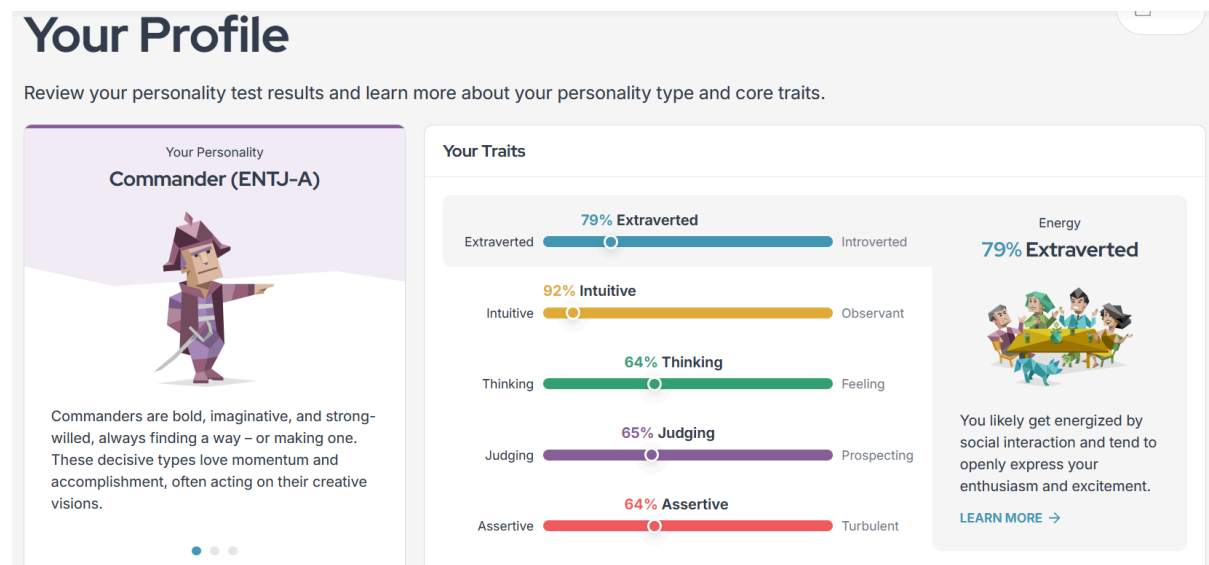 Your Profile
Review your personality test results and learn more about your personality type and core traits.
Your Personality
Commander (ENTJ-A)
Commanders are bold, imaginative, and strong-
willed, always finding a way – or making one.
These decisive types love momentum and
accomplishment, often acting on their creative
visions.
Your Traits
79% Extraverted
Extraverted Introverted
92% Intuitive
Intuitive Observant
64% Thinking
Thinking Feeling
65% Judging
Judging Prospecting
64% Assertive
Assertive Turbulent
Energy
79% Extraverted
You likely get energized by
social interaction and tend to
openly express your
enthusiasm and excitement.
LEARN MORE →